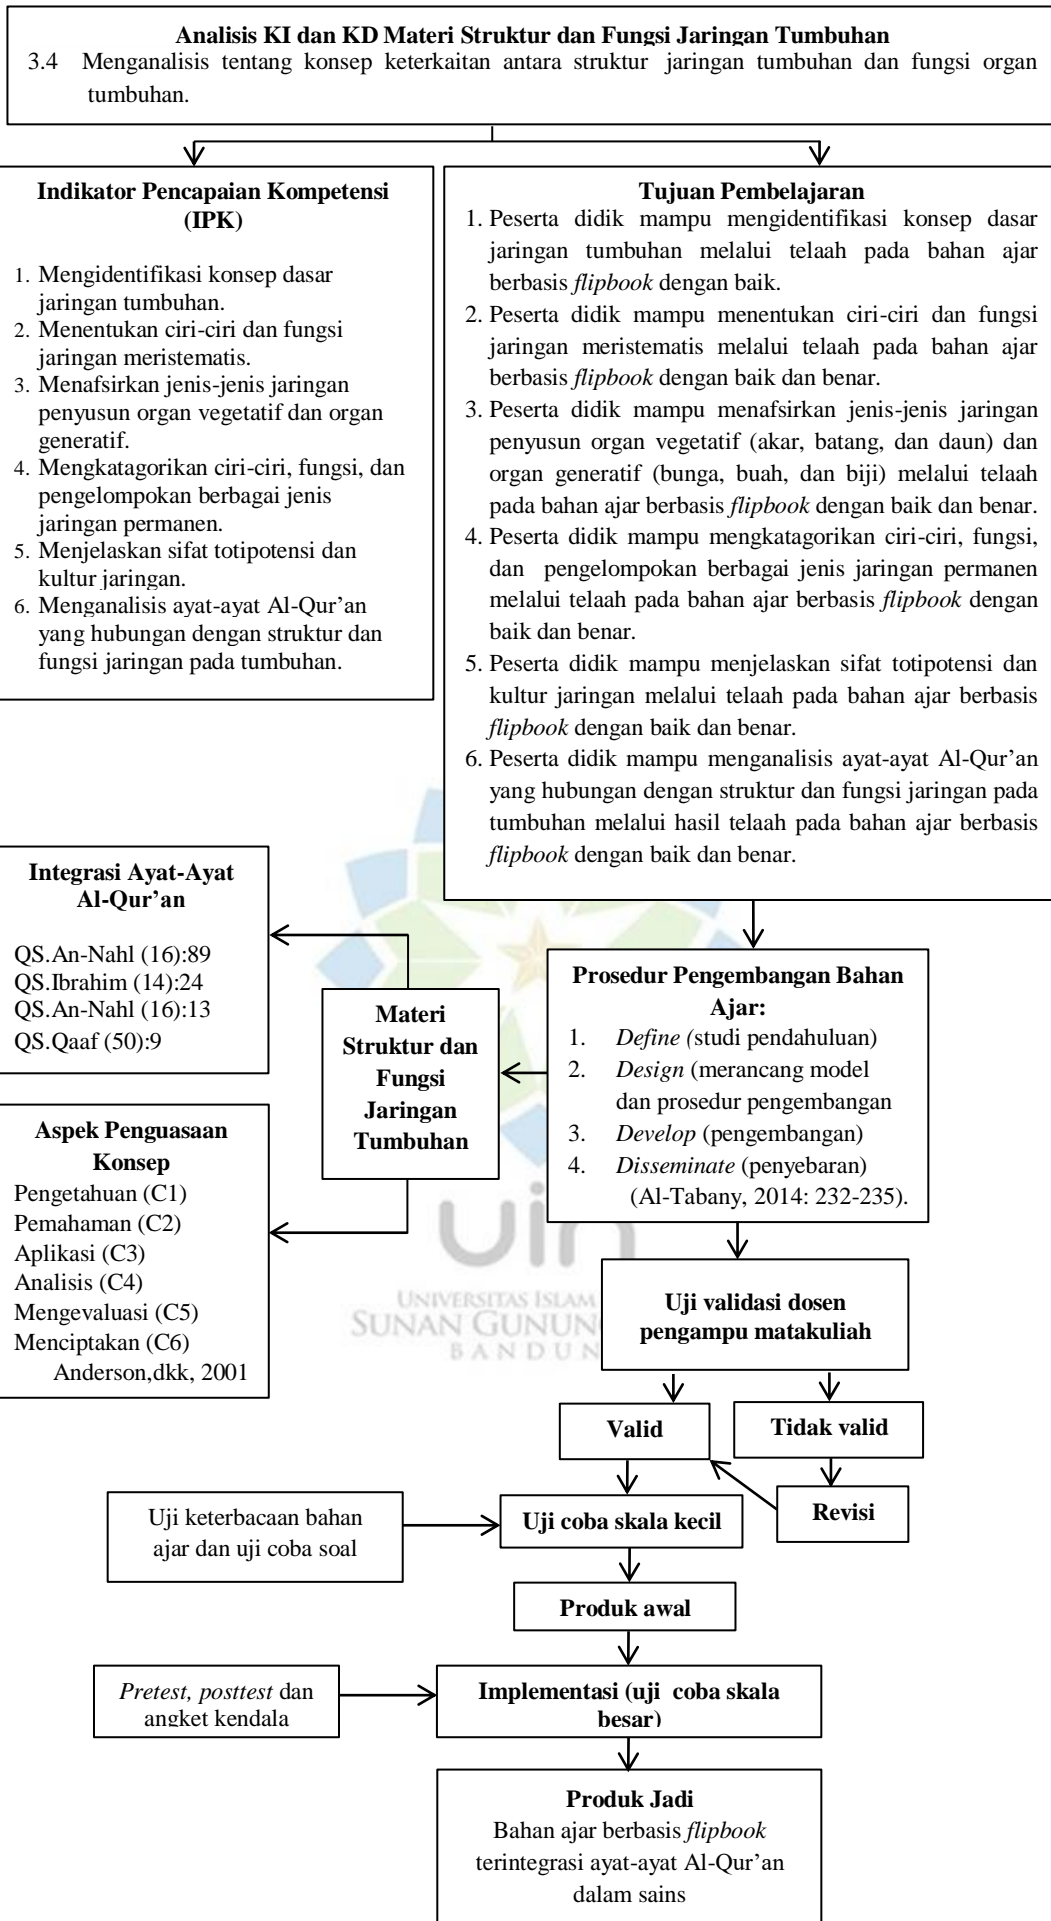 Analisis KI dan KD Materi Struktur dan Fungsi Jaringan Tumbuhan
3.4 Menganalisis tentang konsep keterkaitan antara struktur jaringan tumbuhan dan fungsi organ
tumbuhan.
Indikator Pencapaian Kompetensi
(IPK)
1. Mengidentifikasi konsep dasar
jaringan tumbuhan.
2. Menentukan ciri-ciri dan fungsi
jaringan meristematis.
3. Menafsirkan jenis-jenis jaringan
penyusun organ vegetatif dan organ
generatif.
4. Mengkatagorikan ciri-ciri, fungsi, dan
pengelompokan berbagai jenis
jaringan permanen.
5. Menjelaskan sifat totipotensi dan
kultur jaringan.
6. Menganalisis ayat-ayat Al-Qur’an
yang hubungan dengan struktur dan
fungsi jaringan pada tumbuhan.
Tujuan Pembelajaran
1. Peserta didik mampu mengidentifikasi konsep dasar
jaringan tumbuhan melalui telaah pada bahan ajar
berbasis flipbook dengan baik.
2. Peserta didik mampu menentukan ciri-ciri dan fungsi
jaringan meristematis melalui telaah pada bahan ajar
berbasis flipbook dengan baik dan benar.
3. Peserta didik mampu menafsirkan jenis-jenis jaringan
penyusun organ vegetatif (akar, batang, dan daun) dan
organ generatif (bunga, buah, dan biji) melalui telaah
pada bahan ajar berbasis flipbook dengan baik dan benar.
4. Peserta didik mampu mengkatagorikan ciri-ciri, fungsi,
dan pengelompokan berbagai jenis jaringan permanen
melalui telaah pada bahan ajar berbasis flipbook dengan
baik dan benar.
5. Peserta didik mampu menjelaskan sifat totipotensi dan
kultur jaringan melalui telaah pada bahan ajar berbasis
flipbook dengan baik dan benar.
6. Peserta didik mampu menganalisis ayat-ayat Al-Qur’an
yang hubungan dengan struktur dan fungsi jaringan pada
tumbuhan melalui hasil telaah pada bahan ajar berbasis
flipbook dengan baik dan benar.
Integrasi Ayat-Ayat
Al-Qur’an
QS.An-Nahl (16):89
QS.Ibrahim (14):24
QS.An-Nahl (16):13
QS.Qaaf (50):9
Materi
Struktur dan
Fungsi
Jaringan
Tumbuhan
Prosedur Pengembangan Bahan
Ajar:
1. Define (studi pendahuluan)
2. Design (merancang model
dan prosedur pengembangan
3. Develop (pengembangan)
4. Disseminate (penyebaran)
(Al-Tabany, 2014: 232-235).
Aspek Penguasaan
Konsep
Pengetahuan (C1)
Pemahaman (C2)
Aplikasi (C3)
Analisis (C4)
Mengevaluasi (C5)
Menciptakan (C6)
Anderson,dkk, 2001
uin
UNIVERSITAS ISLAM
SUNAN GUNUN
BANDUN
Uji validasi dosen
pengampu matakuliah
Valid
Tidak valid
Revisi
Uji keterbacaan bahan
ajar dan uji coba soal
Uji coba skala kecil
Produk awal
Pretest, posttest dan
angket kendala
Implementasi (uji coba skala
besar)
Produk Jadi
Bahan ajar berbasis flipbook
terintegrasi ayat-ayat Al-Qur’an
dalam sains